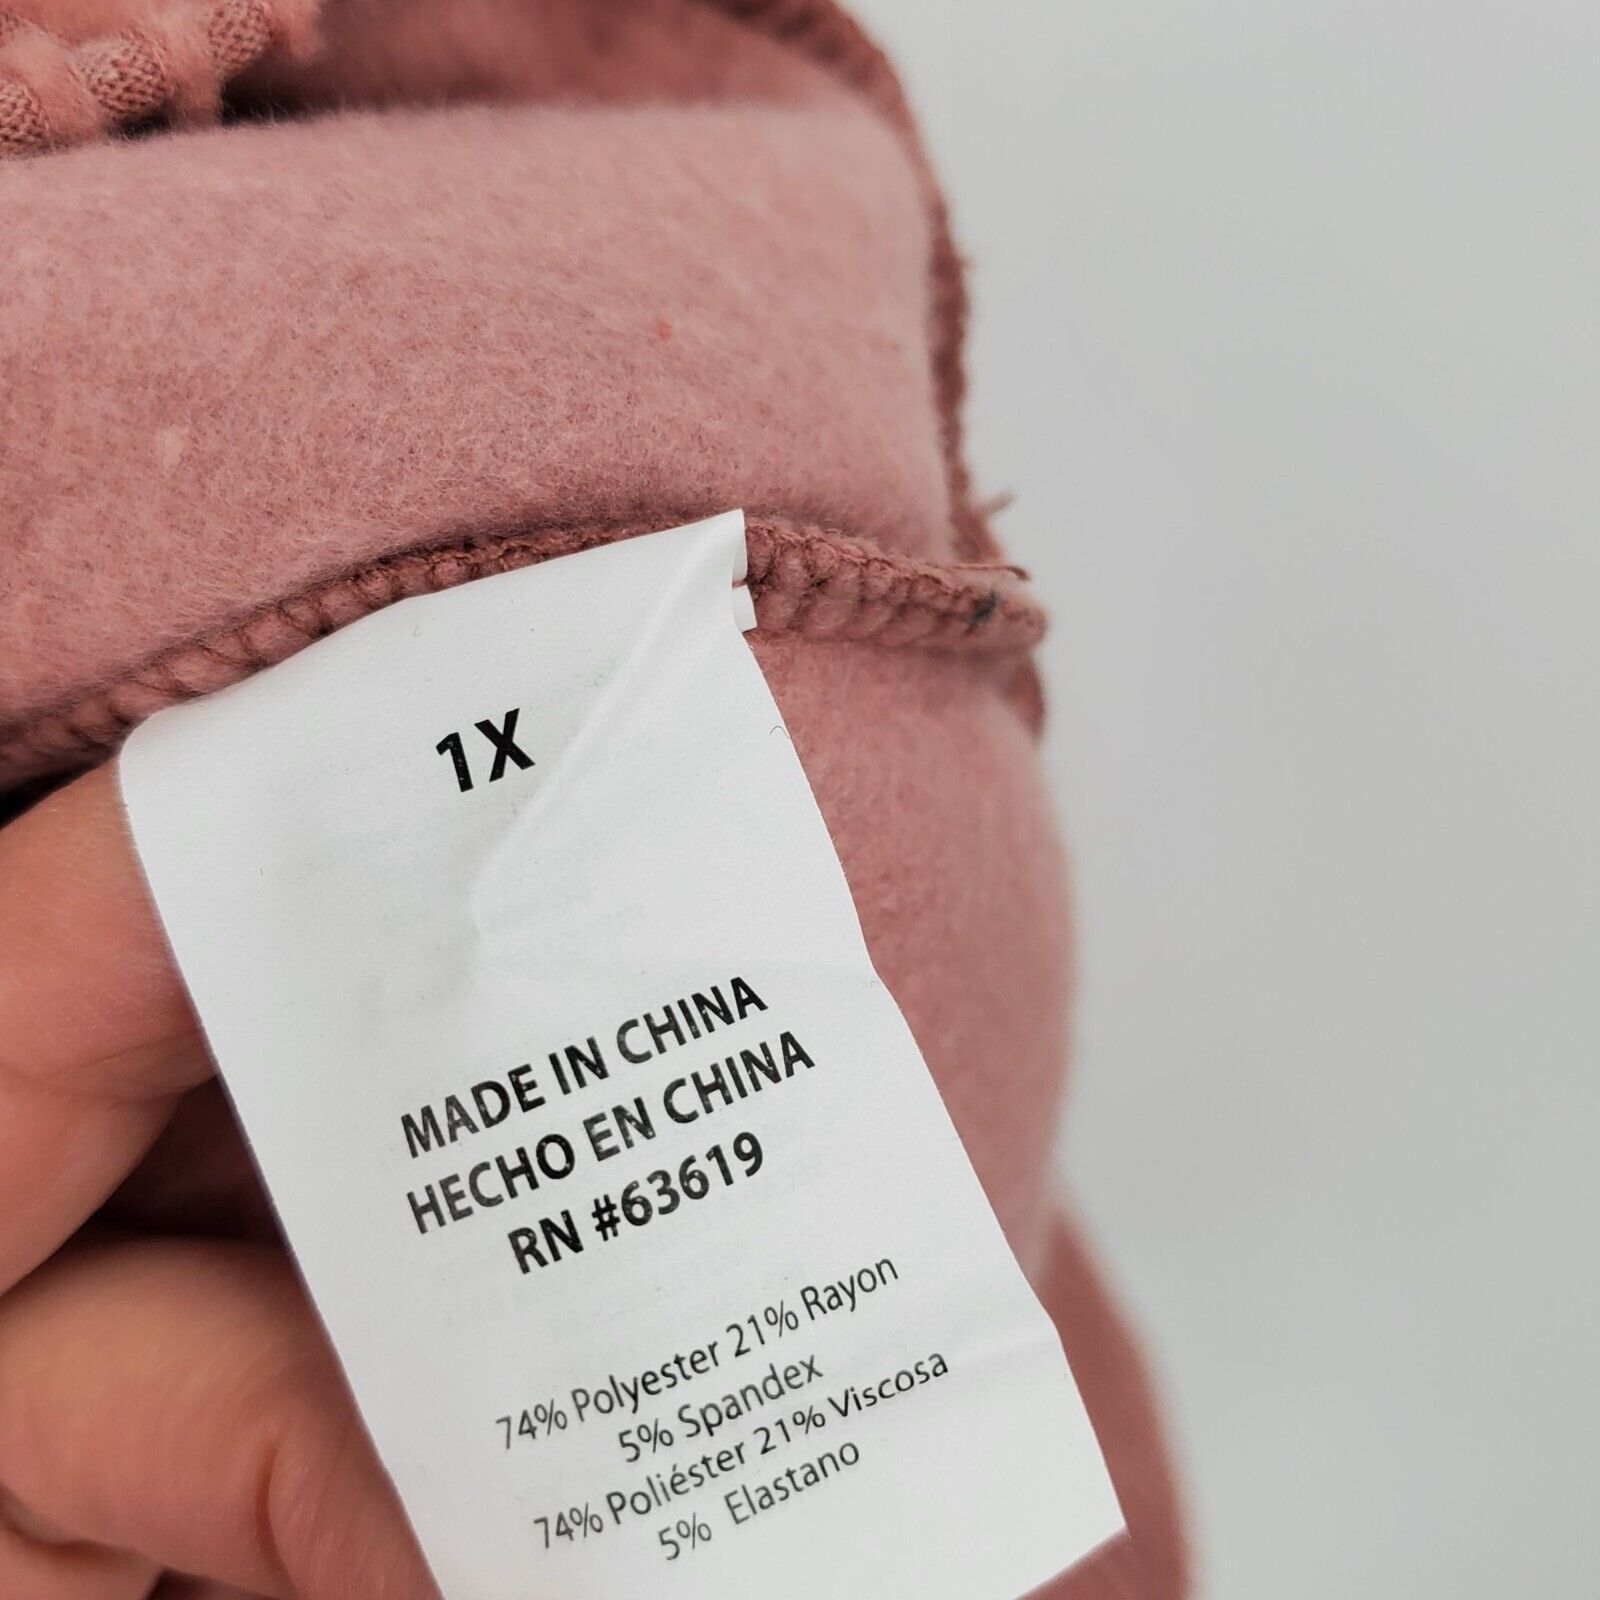 1X
MADE IN CHINA
HECHO EN CHINA
RN #63619
74% Polyester 21% Rayon
5% Spandex
74% Poliéster 21% Viscosa
5% Elastano